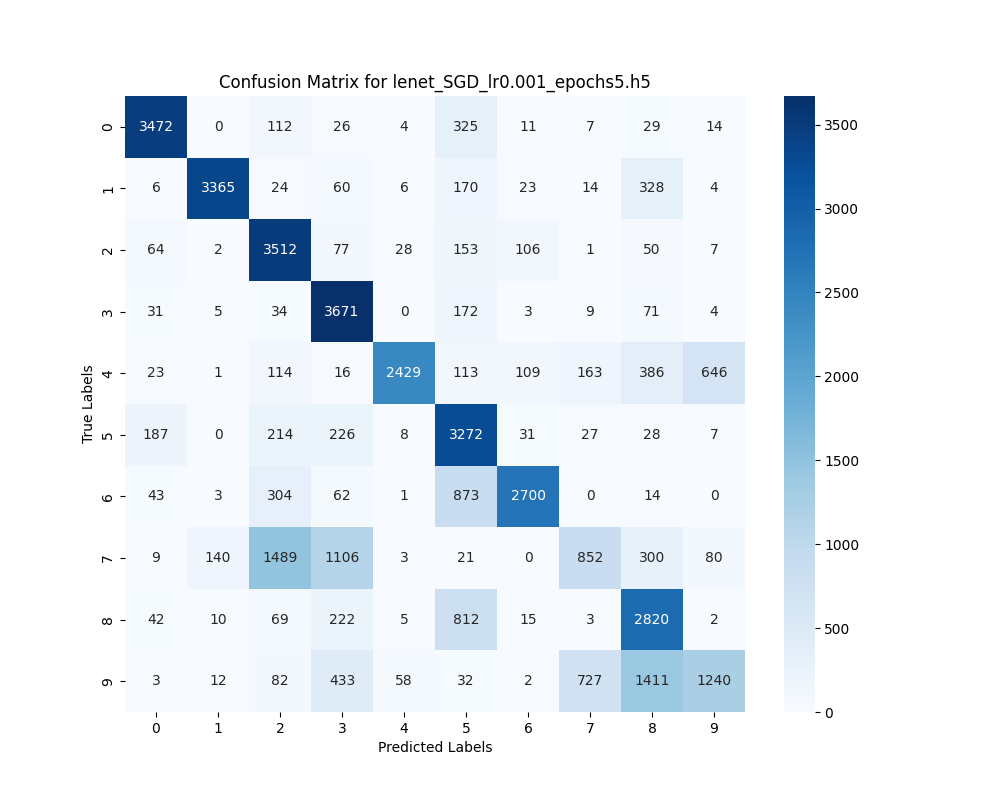 Confusion Matrix for lenet_SGD_lr0.001_epochs5.h5
0 3472 0 112 26 4 325 11 7 29 14
1 6 3365 24 60 6 170 23 14 328 4
2 64 2 3512 77 28 153 106 1 50 7
3 31 5 34 3671 0 172 3 9 71 4
4 23 1 114 16 2429 113 109 163 386 646
5 187 0 214 226 8 3272 31 27 28 7
6 43 3 304 62 1 873 2700 0 14 0
7 9 140 1489 1106 3 21 0 852 300 80
8 42 10 69 222 5 812 15 3 2820 2
9 3 12 82 433 58 32 2 727 1411 1240
0 1 2 3 4 5 6 7 8 9
True Labels
Predicted Labels
3500
3000
2500
2000
1500
1000
500
0